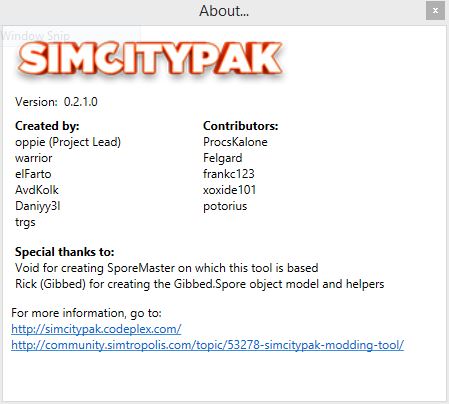 About...
x
Window Snip
SIMCITYPAK
Version: 0.2.1.0
Created by:
oppie (Project Lead)
warrior
elFarto
AvdKolk
Daniyy3l
trgs
Contributors:
ProcsKalone
Felgard
frankc123
xoxide101
potorius
Special thanks to:
Void for creating SporeMaster on which this tool is based
Rick (Gibbed) for creating the Gibbed.Spore object model and helpers
For more information, go to:
http://simcitypak.codeplex.com/
http://community.simtropolis.com/topic/53278-simcitypak-modding-tool/